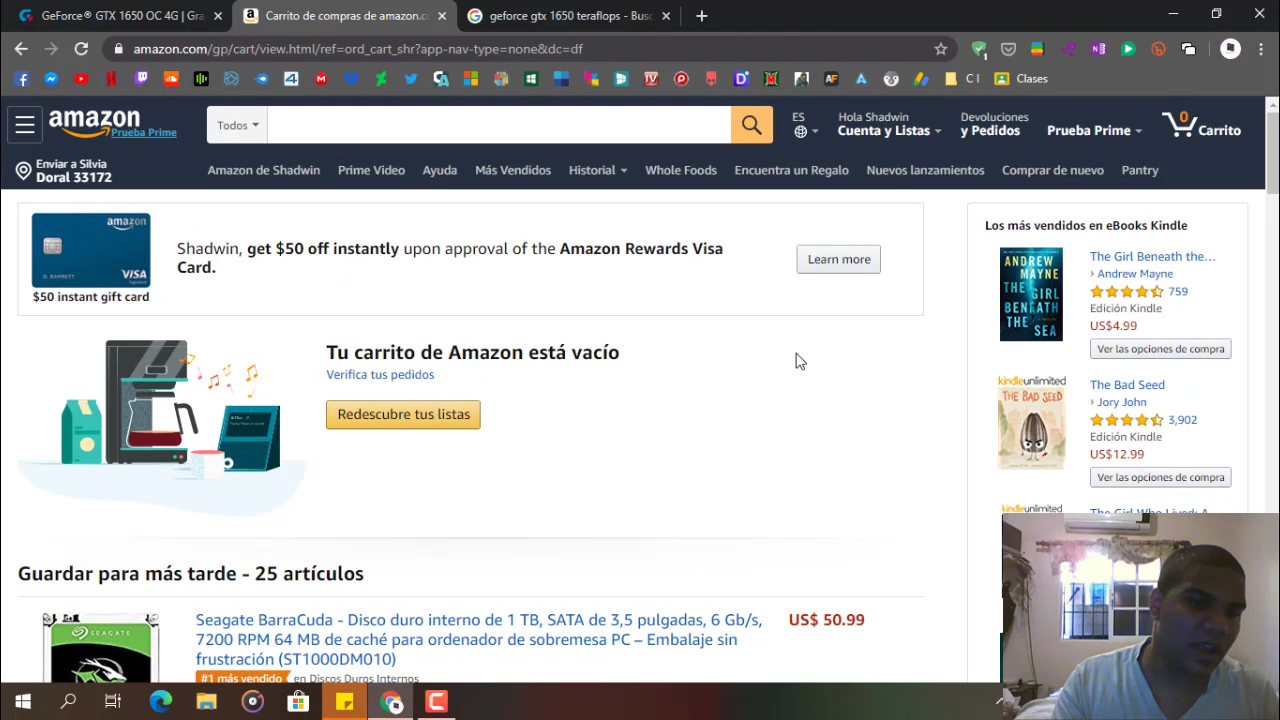 GeForce® GTX 1650 OC 4G | Gra
Carrito de compras de amazon.c
geforce gtx 1650 teraflops - Bus
amazon.com/gp/cart/view.html/ref=ord_cart_shr?app-nav-type=none&dc=df
C I
Clases
amazon
Prueba Prime
Todos
ES
Hola Shadwin
Cuenta y Listas
Devoluciones
y Pedidos
Prueba Prime
0
Carrito
Enviar a Silvia
Doral 33172
Amazon de Shadwin
Prime Video
Ayuda
Más Vendidos
Historial
Whole Foods
Encuentra un Regalo
Nuevos lanzamientos
Comprar de nuevo
Pantry
amazon
D. BARRETT
VISA
$50 instant gift card
Shadwin, get $50 off instantly upon approval of the Amazon Rewards Visa
Card.
Learn more
Tu carrito de Amazon está vacío
Verifica tus pedidos
Redescubre tus listas
Guardar para más tarde - 25 artículos
SEAGATE
Seagate BarraCuda - Disco duro interno de 1 TB, SATA de 3,5 pulgadas, 6 Gb/s,
7200 RPM 64 MB de caché para ordenador de sobremesa PC – Embalaje sin
frustración (ST1000DM010)
#1 más vendido
en Discos Duros Internos
US$ 50.99
Los más vendidos en eBooks Kindle
ANDREW
MAYNE
THE
GIRL
BENEATH
THE
SEA
The Girl Beneath the…
› Andrew Mayne
759
Edición Kindle
US$4.99
Ver las opciones de compra
kindleunlimited
THE BAD SEED
The Bad Seed
› Jory John
3,902
Edición Kindle
US$12.99
Ver las opciones de compra
kindleunlimited
The Girl Who Lived: A